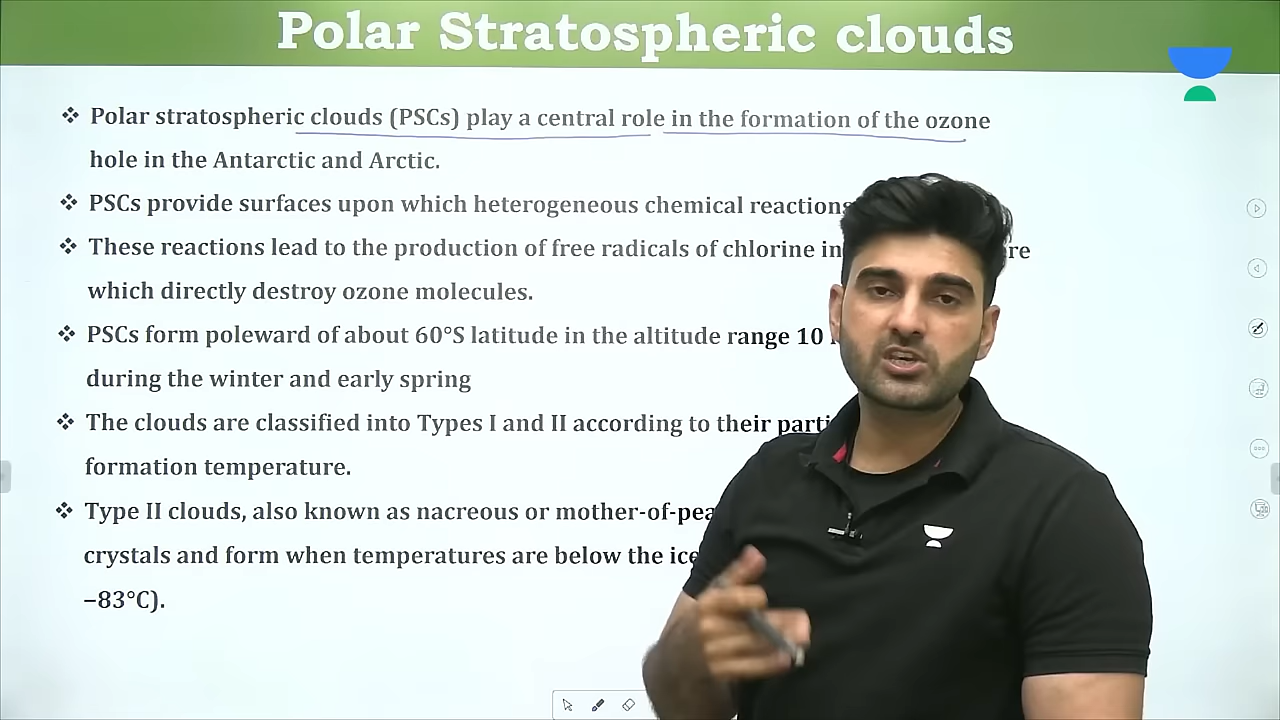 Polar Stratospheric clouds
❖ Polar stratospheric clouds (PSCs) play a central role in the formation of the ozone
hole in the Antarctic and Arctic.
❖ PSCs provide surfaces upon which heterogeneous chemical reactions
❖ These reactions lead to the production of free radicals of chlorine in re
which directly destroy ozone molecules.
❖ PSCs form poleward of about 60°S latitude in the altitude range 10
during the winter and early spring
❖ The clouds are classified into Types I and II according to their parti
formation temperature.
❖ Type II clouds, also known as nacreous or mother-of-pea
crystals and form when temperatures are below the ice
–83°C).